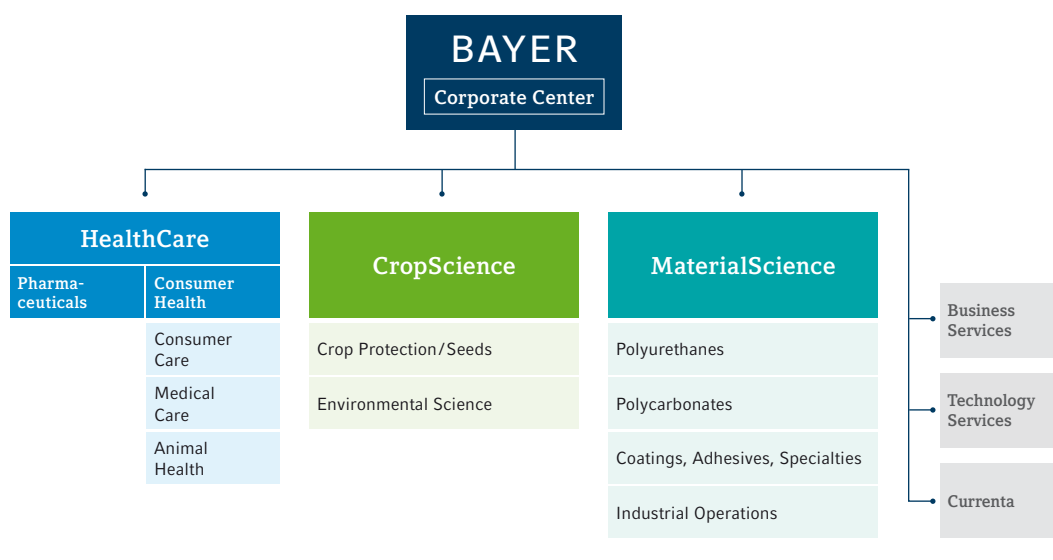 BAYER
Corporate Center
HealthCare
Pharma-
ceuticals
Consumer
Health
Consumer
Care
Medical
Care
Animal
Health
CropScience
Crop Protection/Seeds
Environmental Science
MaterialScience
Polyurethanes
Polycarbonates
Coatings, Adhesives, Specialties
Industrial Operations
Business
Services
Technology
Services
Currenta